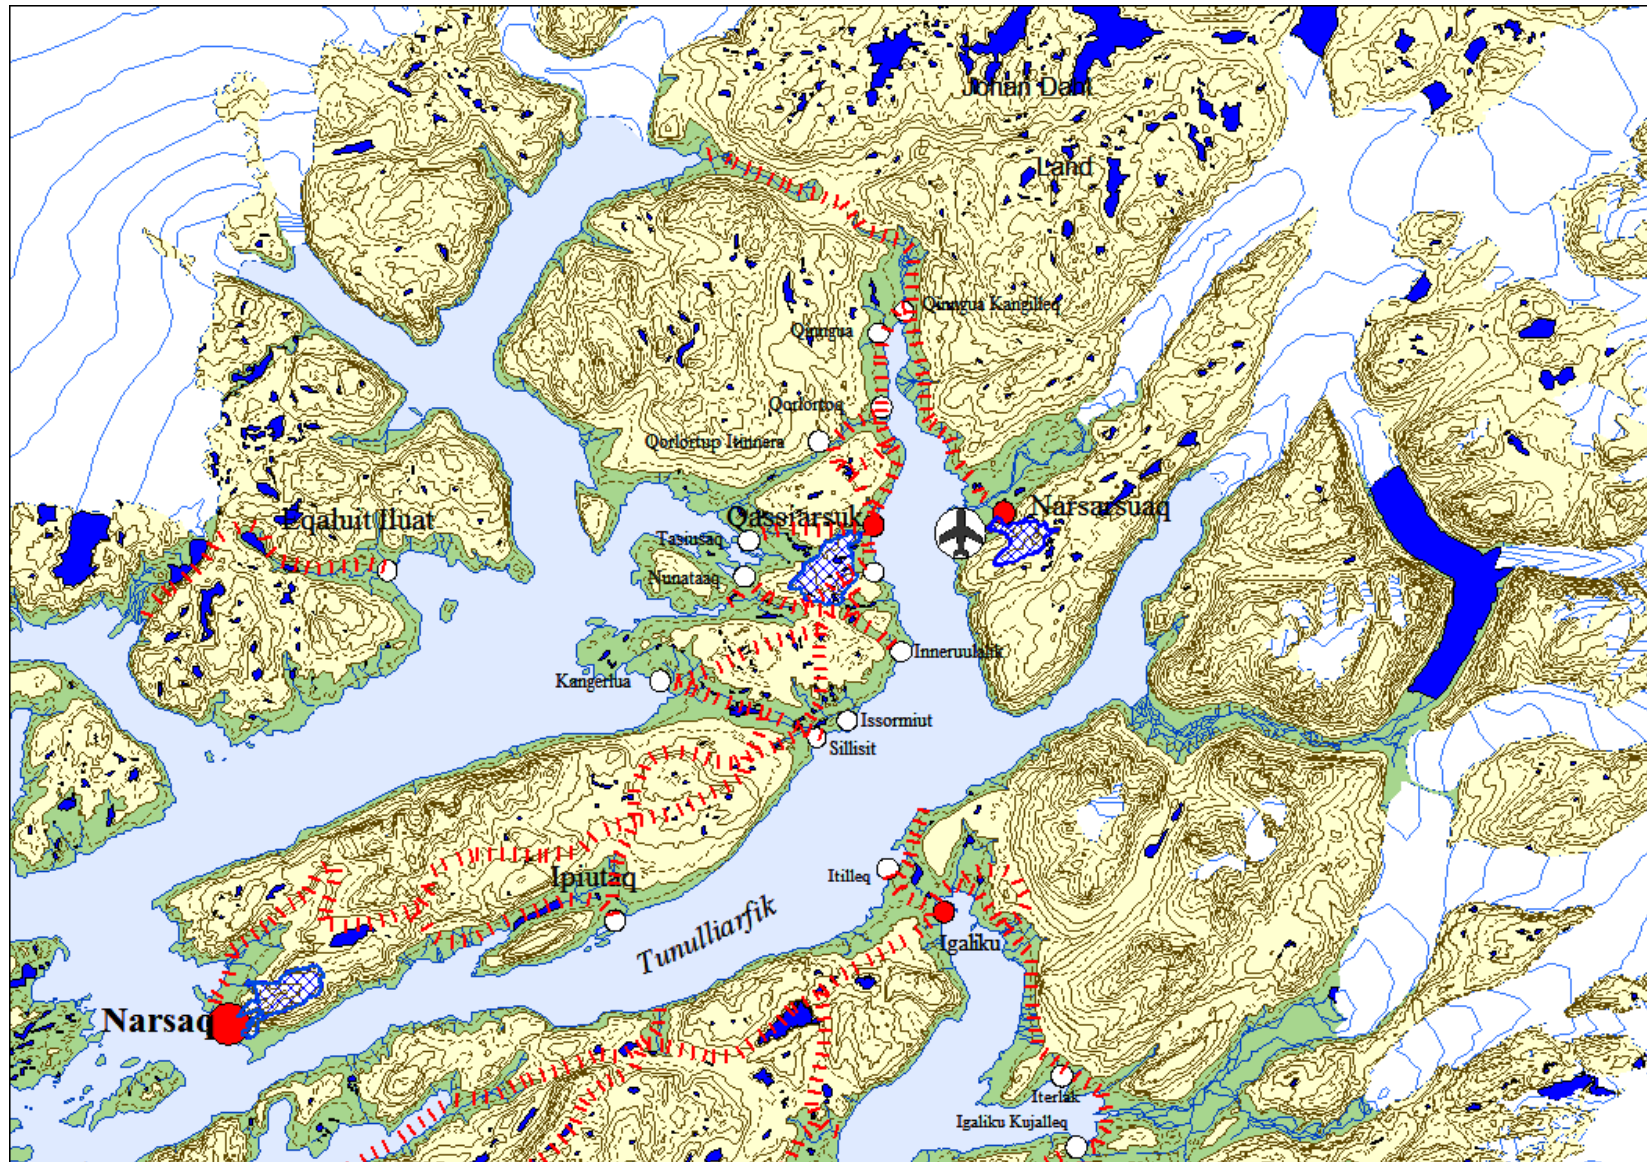 Johan Dahl
Land
Qinngua Kangilleq
Qinngua
Qorlortoq
Qorlortup Itinnera
Eqaluit Iluat
Qassiarsuk
Narsarsuaq
Tasiusaq
Nunataaq
Inneruulalik
Kangerlua
Issormiut
Sillisit
Itilleq
Ipiutaq
Tunulliarfik
Igaliku
Narsaq
Iterlak
Igaliku Kujalleq